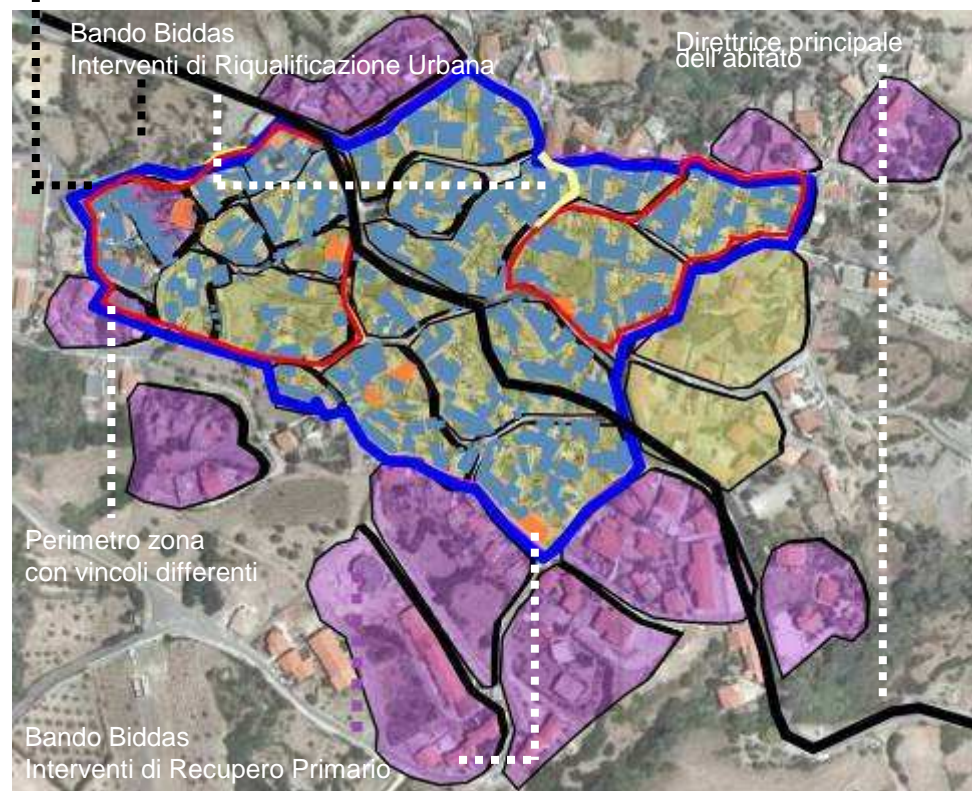 Bando Biddas
Interventi di Riqualificazione Urbana
Direttrice principale
dell'abitato
Perimetro zona
con vincoli differenti
Bando Biddas
Interventi di Recupero Primario